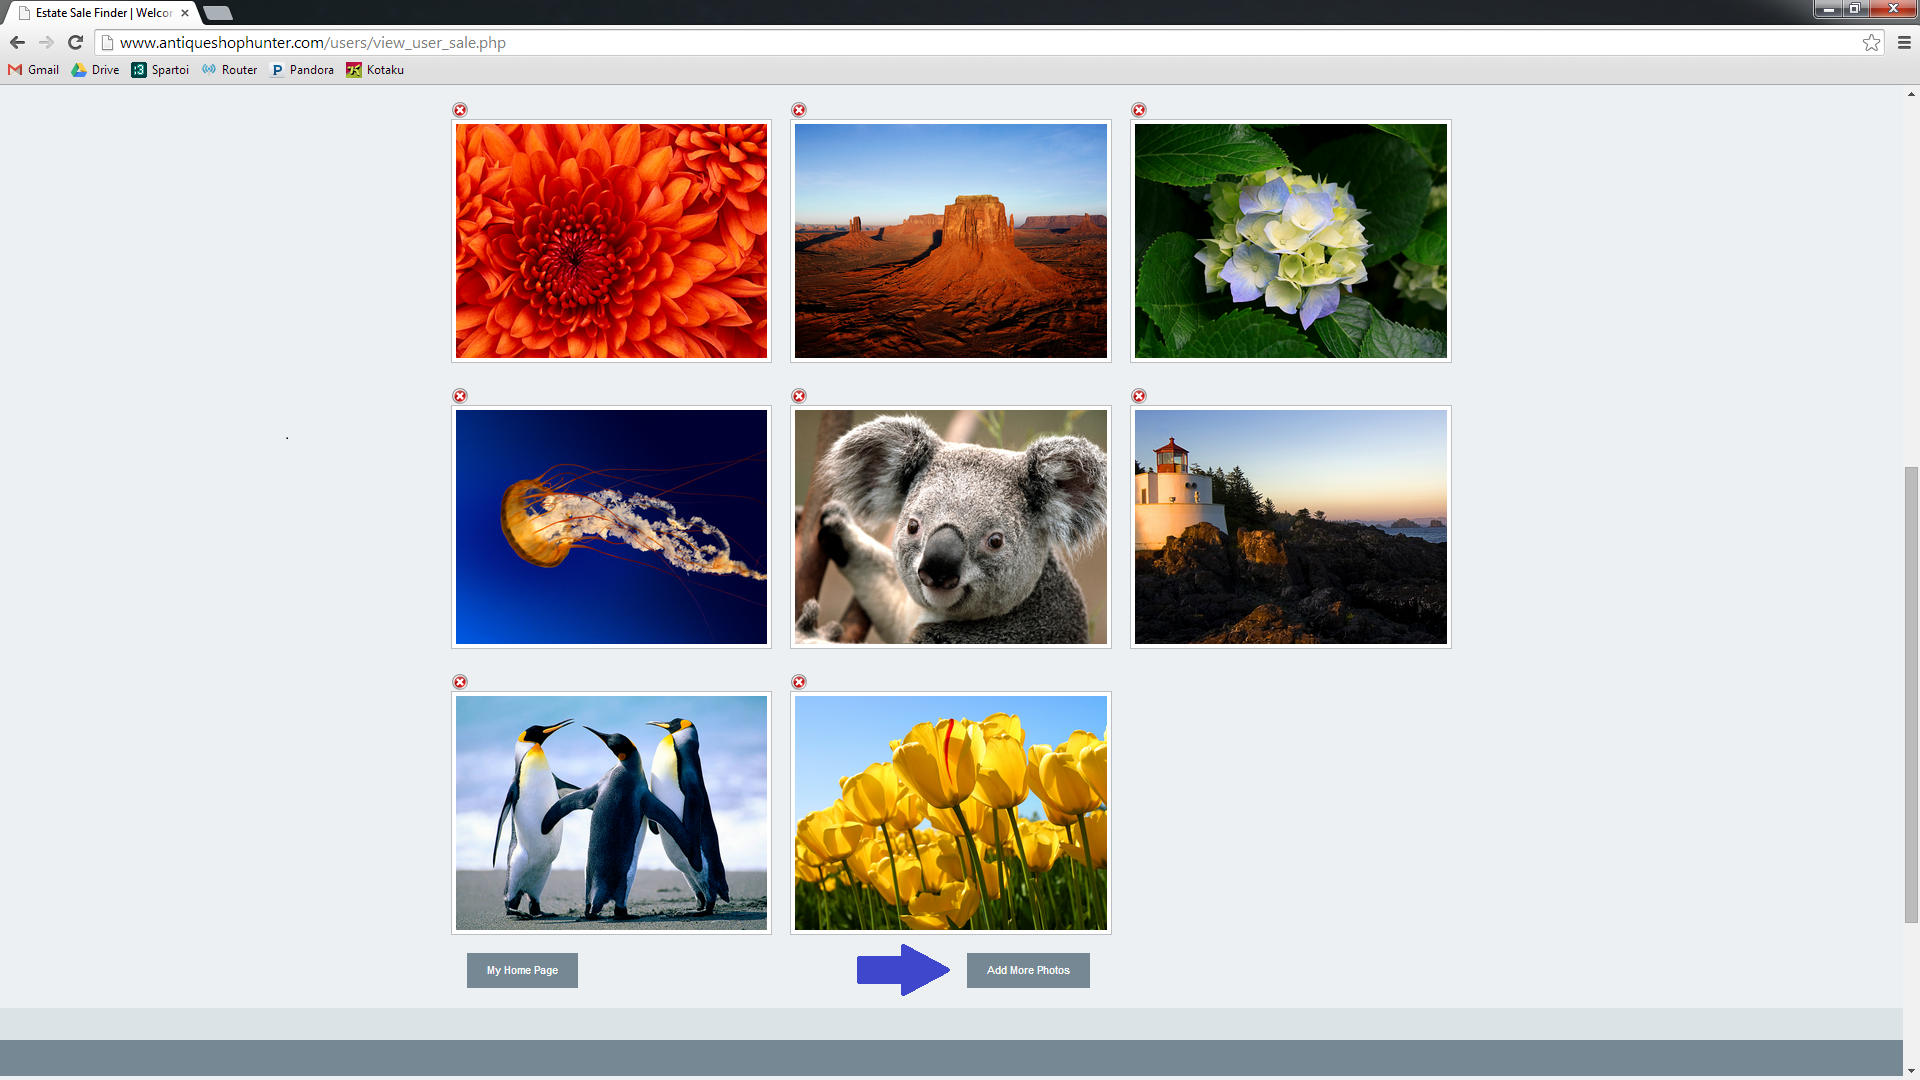 Estate Sale Finder | Welcor
www.antiqueshophunter.com/users/view_user_sale.php
Gmail Drive Spartoi Router Pandora Kotaku
My Home Page
Add More Photos